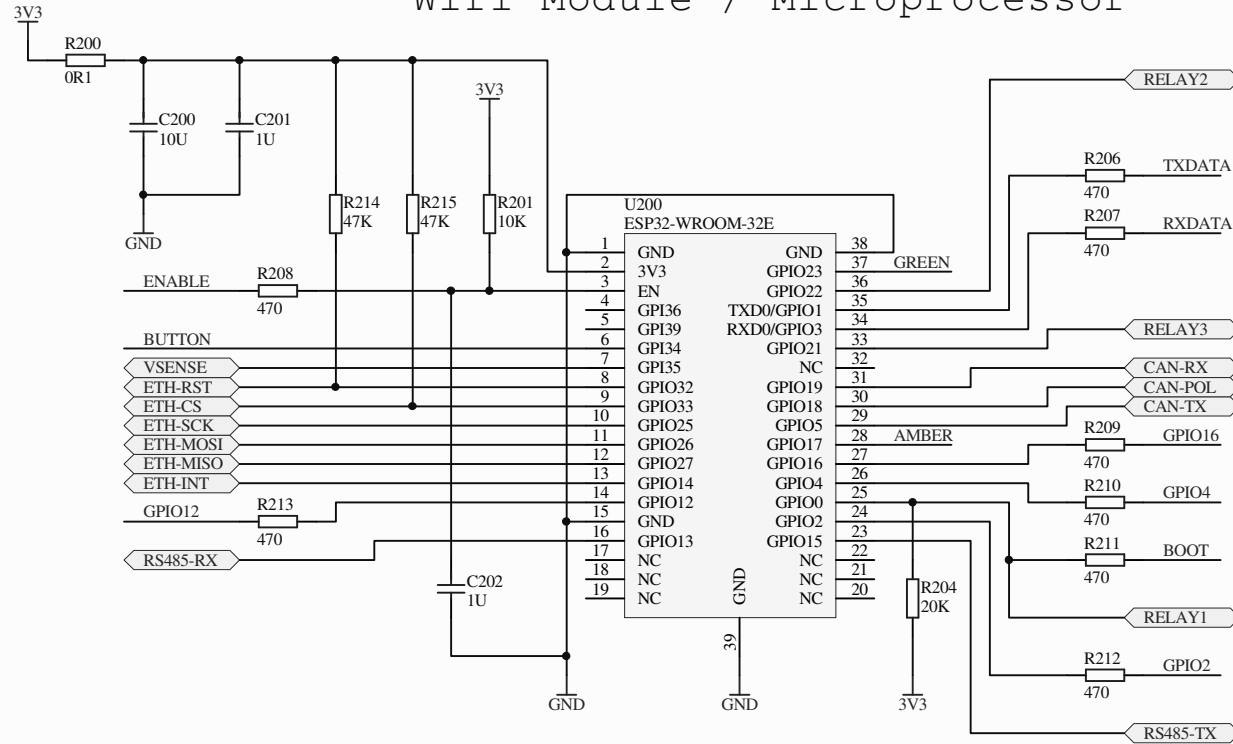 Wifi Module / Microprocessor
3V3
R200
0R1
C200
10U
C201
1U
GND
3V3
R214
47K
R215
47K
R201
10K
ENABLE
R208
470
BUTTON
VSENSE
ETH-RST
ETH-CS
ETH-SCK
ETH-MOSI
ETH-MISO
ETH-INT
GPIO12
R213
470
RS485-RX
C202
1U
GND
U200
ESP32-WROOM-32E
1 GND
2 3V3
3 EN
4 GPI36
5 GPI39
6 GPI34
7 GPI35
8 GPIO32
9 GPIO33
10 GPIO25
11 GPIO26
12 GPIO27
13 GPIO14
14 GPIO12
15 GND
16 GPIO13
17 NC
18 NC
19 NC
GND 38
GPIO23 37
GPIO22 36
TXD0/GPIO1 35
RXD0/GPIO3 34
GPIO21 33
NC 32
GPIO19 31
GPIO18 30
GPIO5 29
GPIO17 28
GPIO16 27
GPIO4 26
GPIO0 25
GPIO2 24
GPIO15 23
NC 22
NC 21
NC 20
GND
39
GND
GREEN
AMBER
R204
20K
3V3
RELAY2
R206
470
TXDATA
R207
470
RXDATA
RELAY3
CAN-RX
CAN-POL
CAN-TX
R209
470
GPIO16
R210
470
GPIO4
R211
470
BOOT
RELAY1
R212
470
GPIO2
RS485-TX